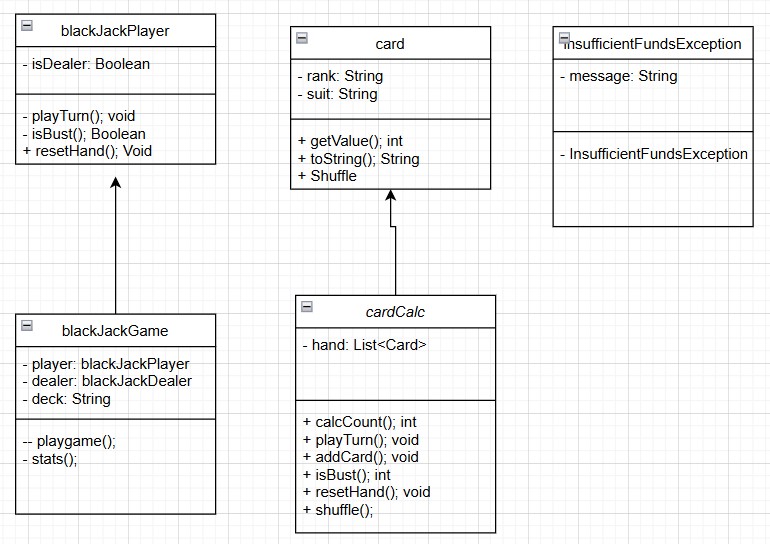 blackJackPlayer
- isDealer: Boolean
- playTurn(); void
- isBust(); Boolean
+ resetHand(); Void
card
- rank: String
- suit: String
+ getValue(); int
+ toString(); String
+ Shuffle
InsufficientFundsException
- message: String
- InsufficientFundsException
blackJackGame
- player: blackJackPlayer
- dealer: blackJackDealer
- deck: String
-- playgame();
- stats();
cardCalc
- hand: List<Card>
+ calcCount(); int
+ playTurn(); void
+ addCard(); void
+ isBust(); int
+ resetHand(); void
+ shuffle();